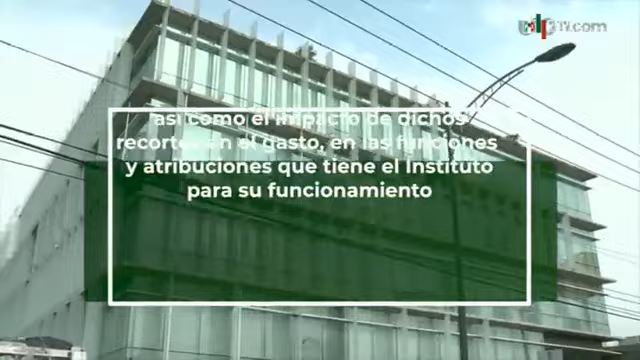 así como el impacto de dichos
recortes en el gasto, en las funciones
y atribuciones que tiene el Instituto
para su funcionamiento